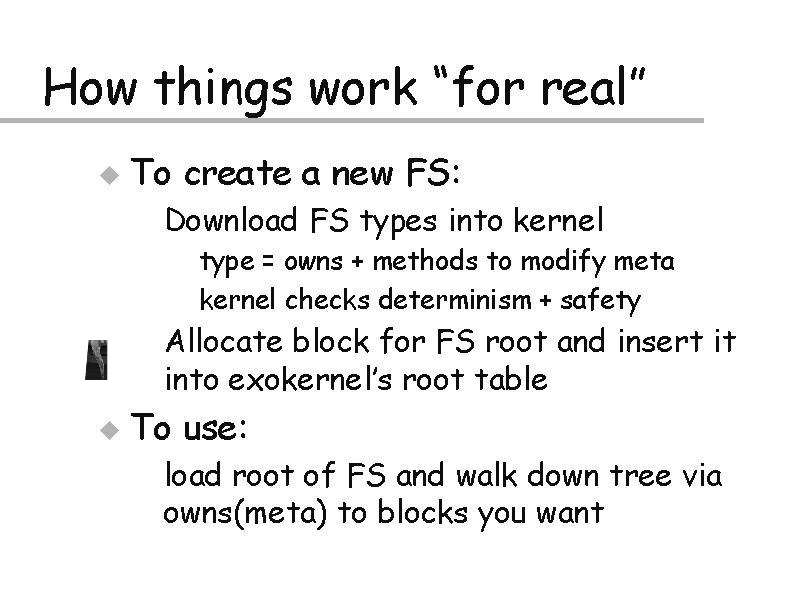 How things work “for real”
To create a new FS:
Download FS types into kernel
type = owns + methods to modify meta
kernel checks determinism + safety
Allocate block for FS root and insert it
into exokernel’s root table
To use:
load root of FS and walk down tree via
owns(meta) to blocks you want